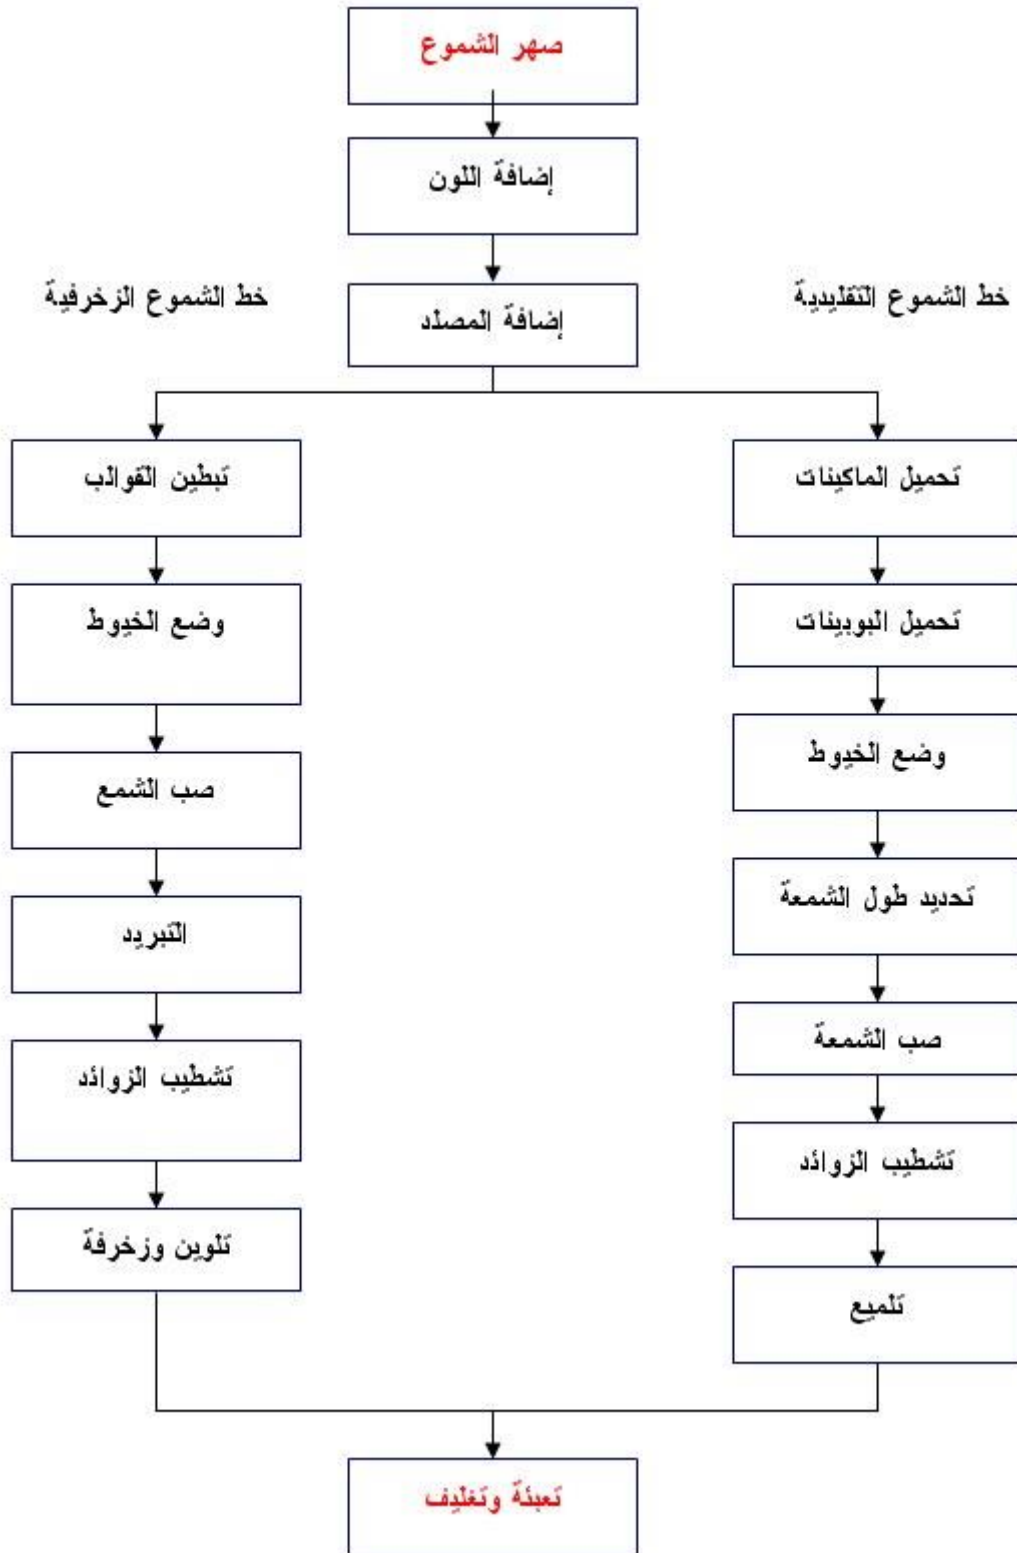 صهر الشموع
إضافة اللون
خط الشموع التقليدية
إضافة المصلد
خط الشموع الزخرفية
تحميل الماكينات
تحميل البوبينات
وضع الخيوط
تحديد طول الشمعة
صب الشمعة
تشطيب الزوائد
تلميع
تبطين القوالب
وضع الخيوط
صب الشمع
التبريد
تشطيب الزوائد
تلوين وزخرفة
تعبئة وتغليف